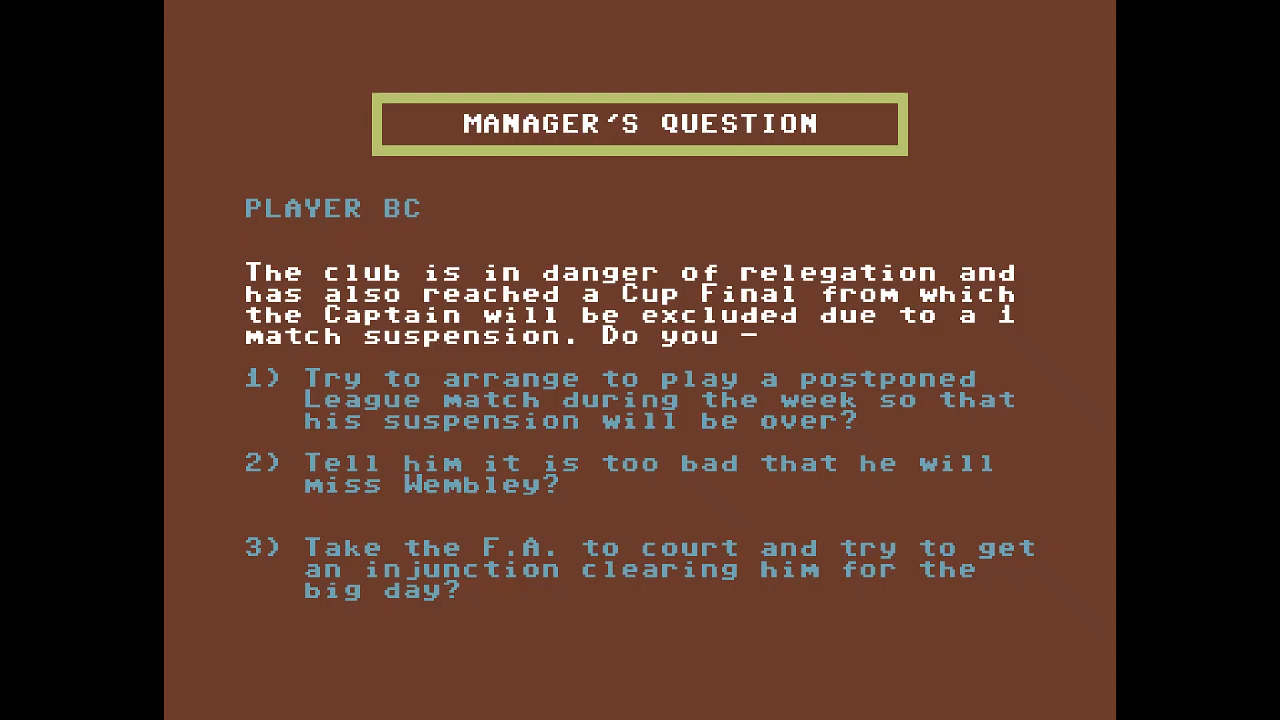 MANAGER'S QUESTION
PLAYER BC
The club is in danger of relegation and
has also reached a Cup Final from which
the Captain will be excluded due to a 1
match suspension. Do you -
1) Try to arrange to play a postponed
League match during the week so that
his suspension will be over?
2) Tell him it is too bad that he will
miss Wembley?
3) Take the F.A. to court and try to get
an injunction clearing him for the
big day?